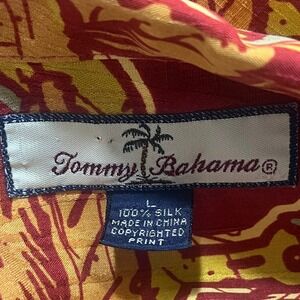 Tommy Bahama®
L
100% SILK
MADE IN CHINA
COPYRIGHTED
PRINT